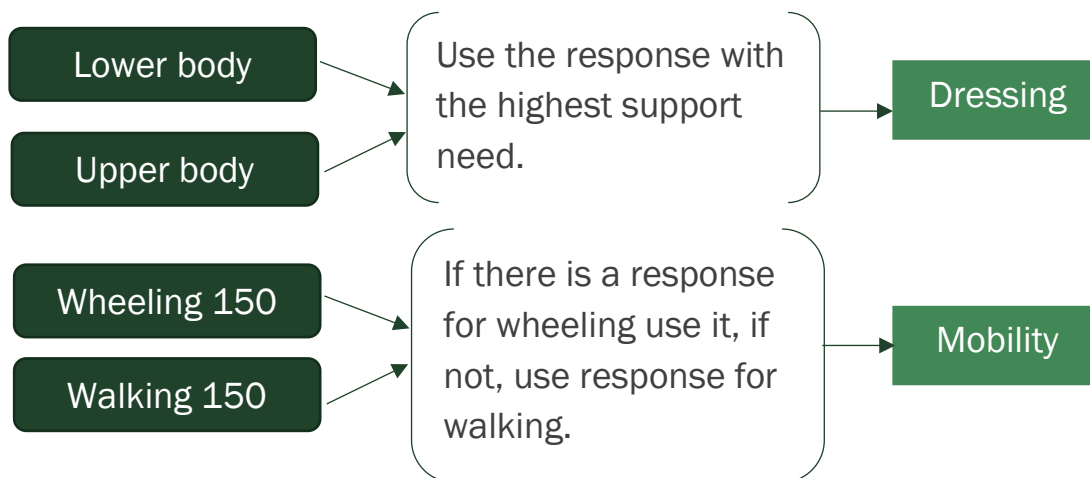 Lower body
Upper body
Use the response with
the highest support
need.
Dressing
Wheeling 150
Walking 150
If there is a response
for wheeling use it, if
not, use response for
walking.
Mobility